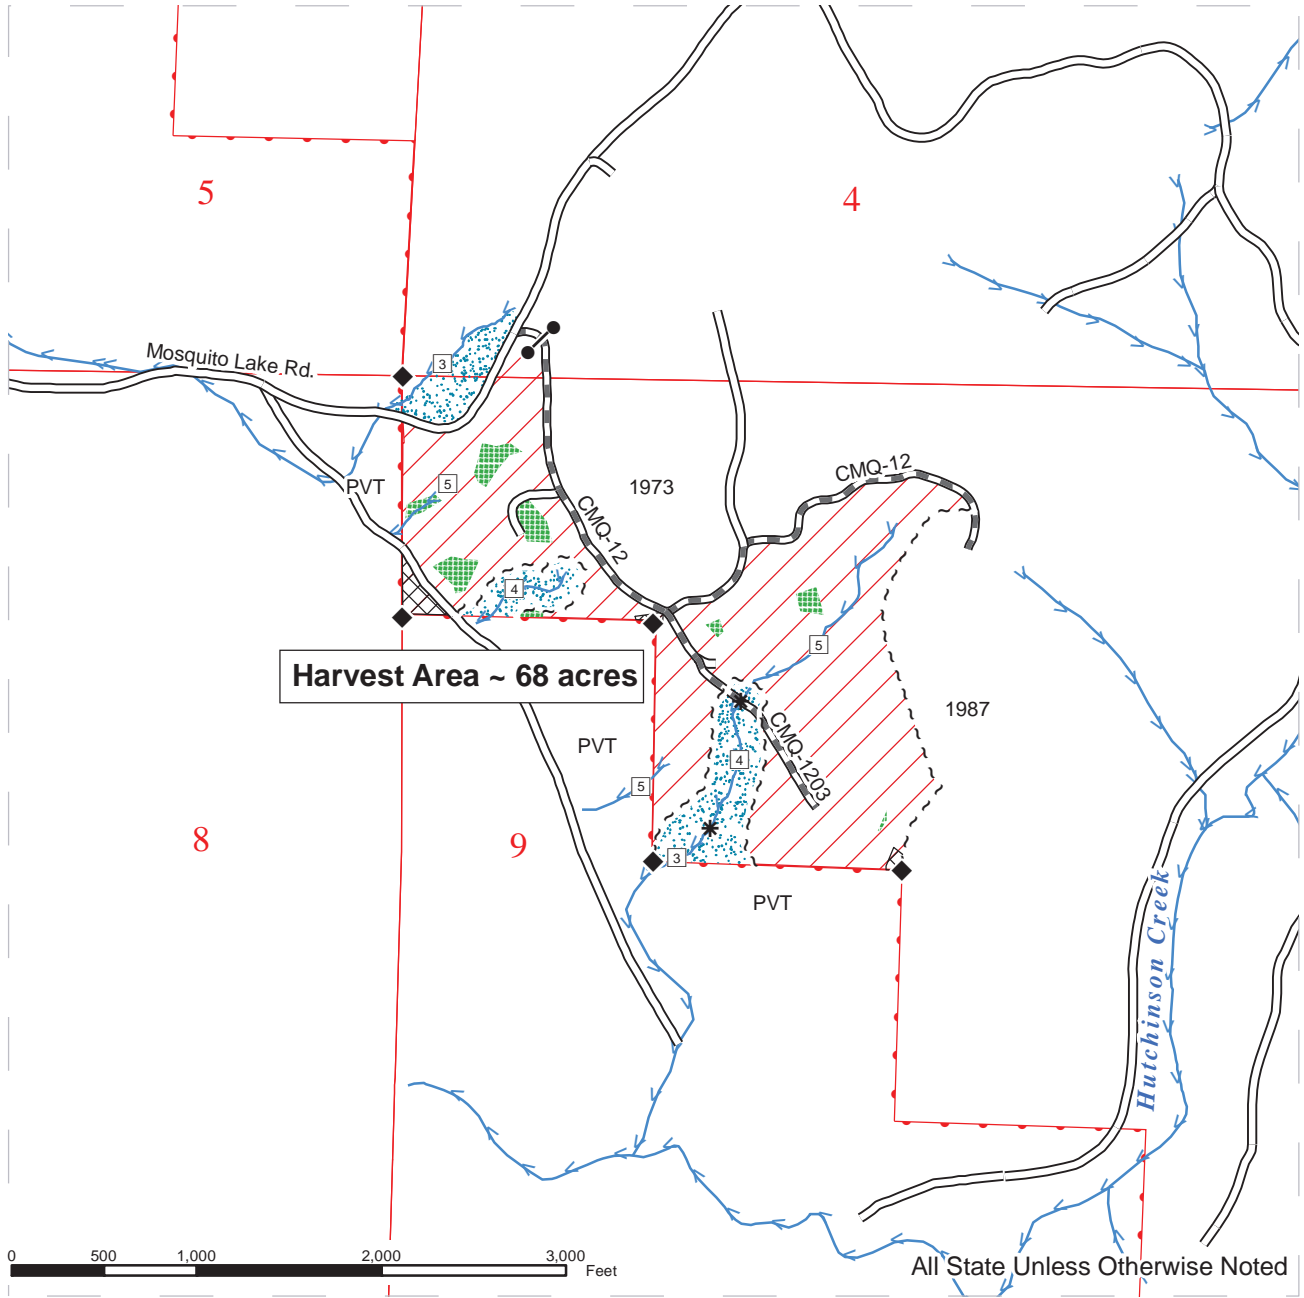 5
4
Mosquito Lake Rd.
3
PVT
5
1973
CMQ-12
CMQ-12
4
5
Harvest Area ~ 68 acres
1987
PVT
CMQ-1203
4
5
8
9
3
PVT
Hutchinson Creek
0 500 1,000 2,000 3,000
Feet
All State Unless Otherwise Noted